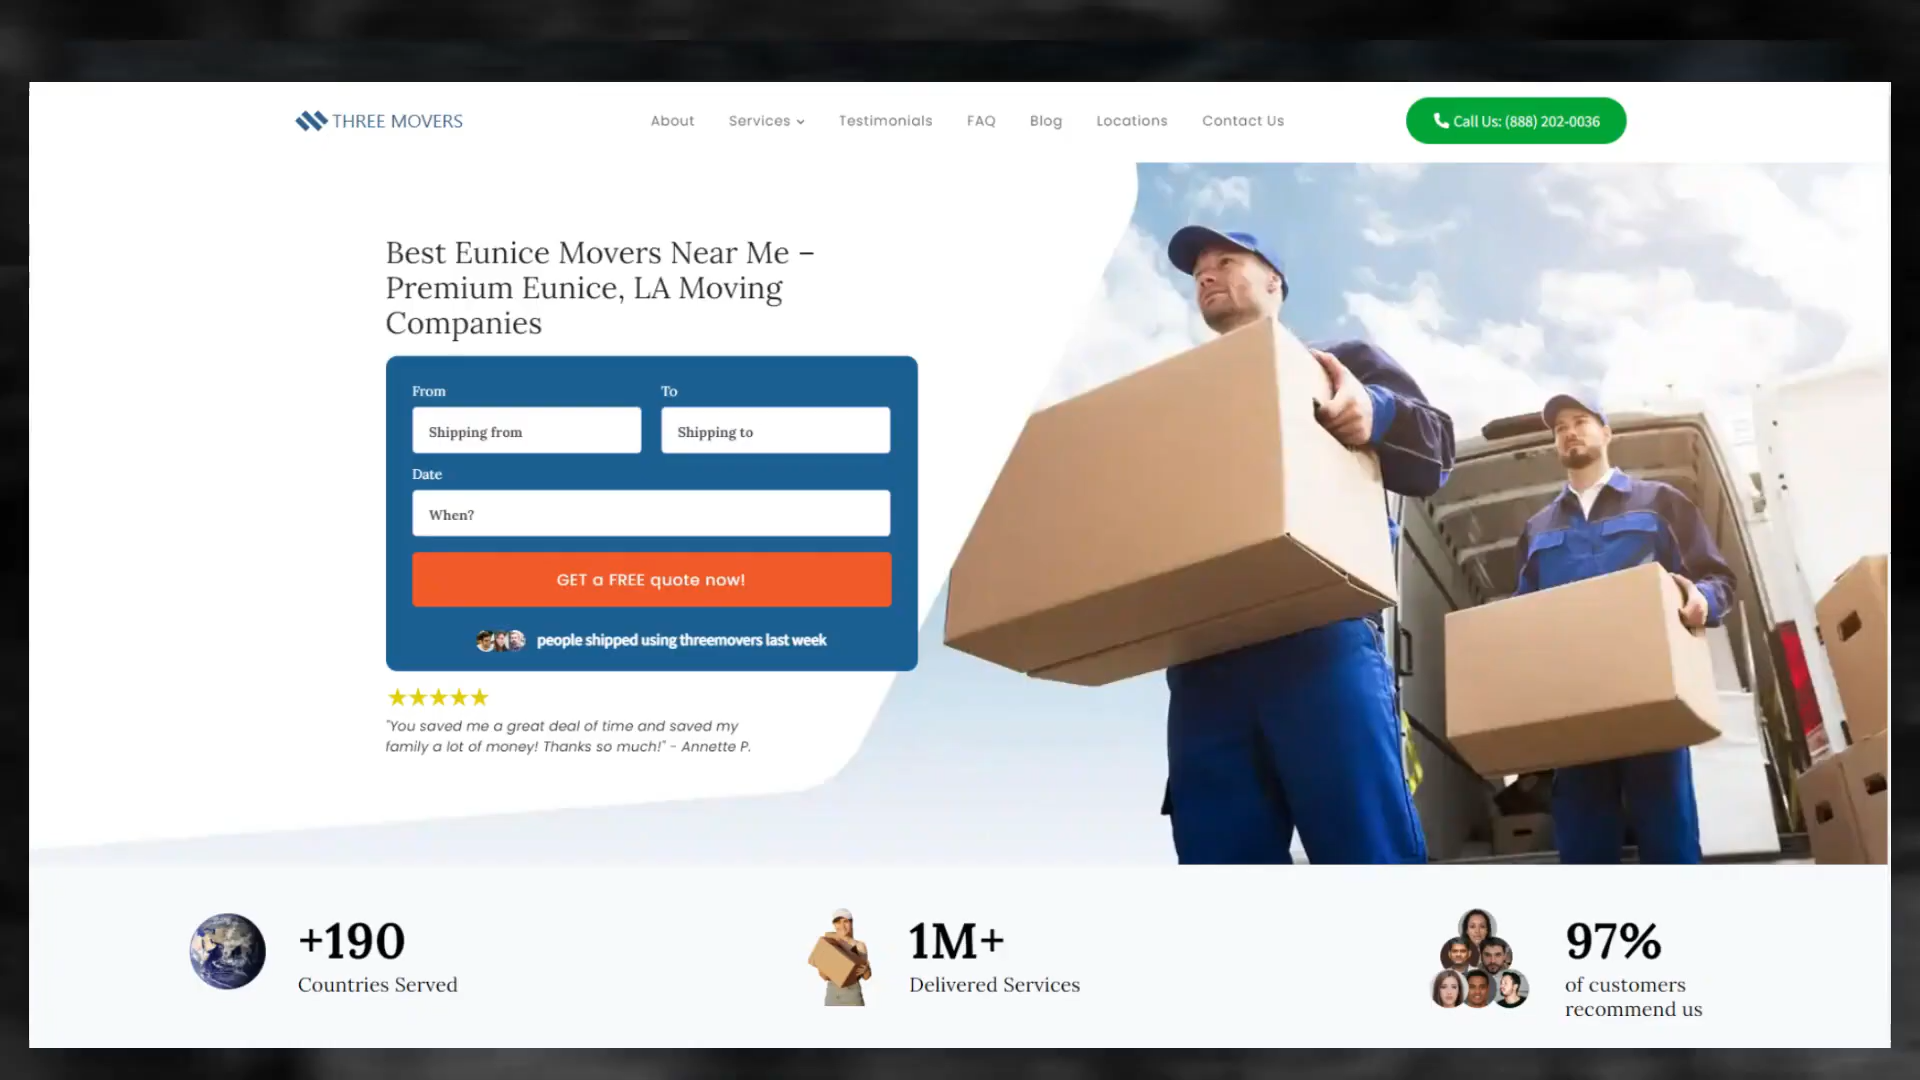 THREE MOVERS
About
Services
Testimonials
FAQ
Blog
Locations
Contact Us
Call Us: (888) 202-0036
Best Eunice Movers Near Me –
Premium Eunice, LA Moving
Companies
From
To
Shipping from
Shipping to
Date
When?
GET a FREE quote now!
people shipped using threemovers last week
"You saved me a great deal of time and saved my
family a lot of money! Thanks so much!" - Annette P.
+190
Countries Served
1M+
Delivered Services
97%
of customers
recommend us